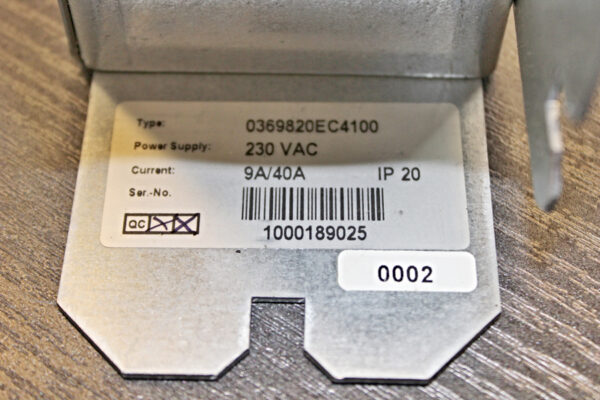 Type: 0369820EC4100
Power Supply: 230 VAC
Current: 9A/40A IP 20
Ser.-No.
1000189025
QC
0002